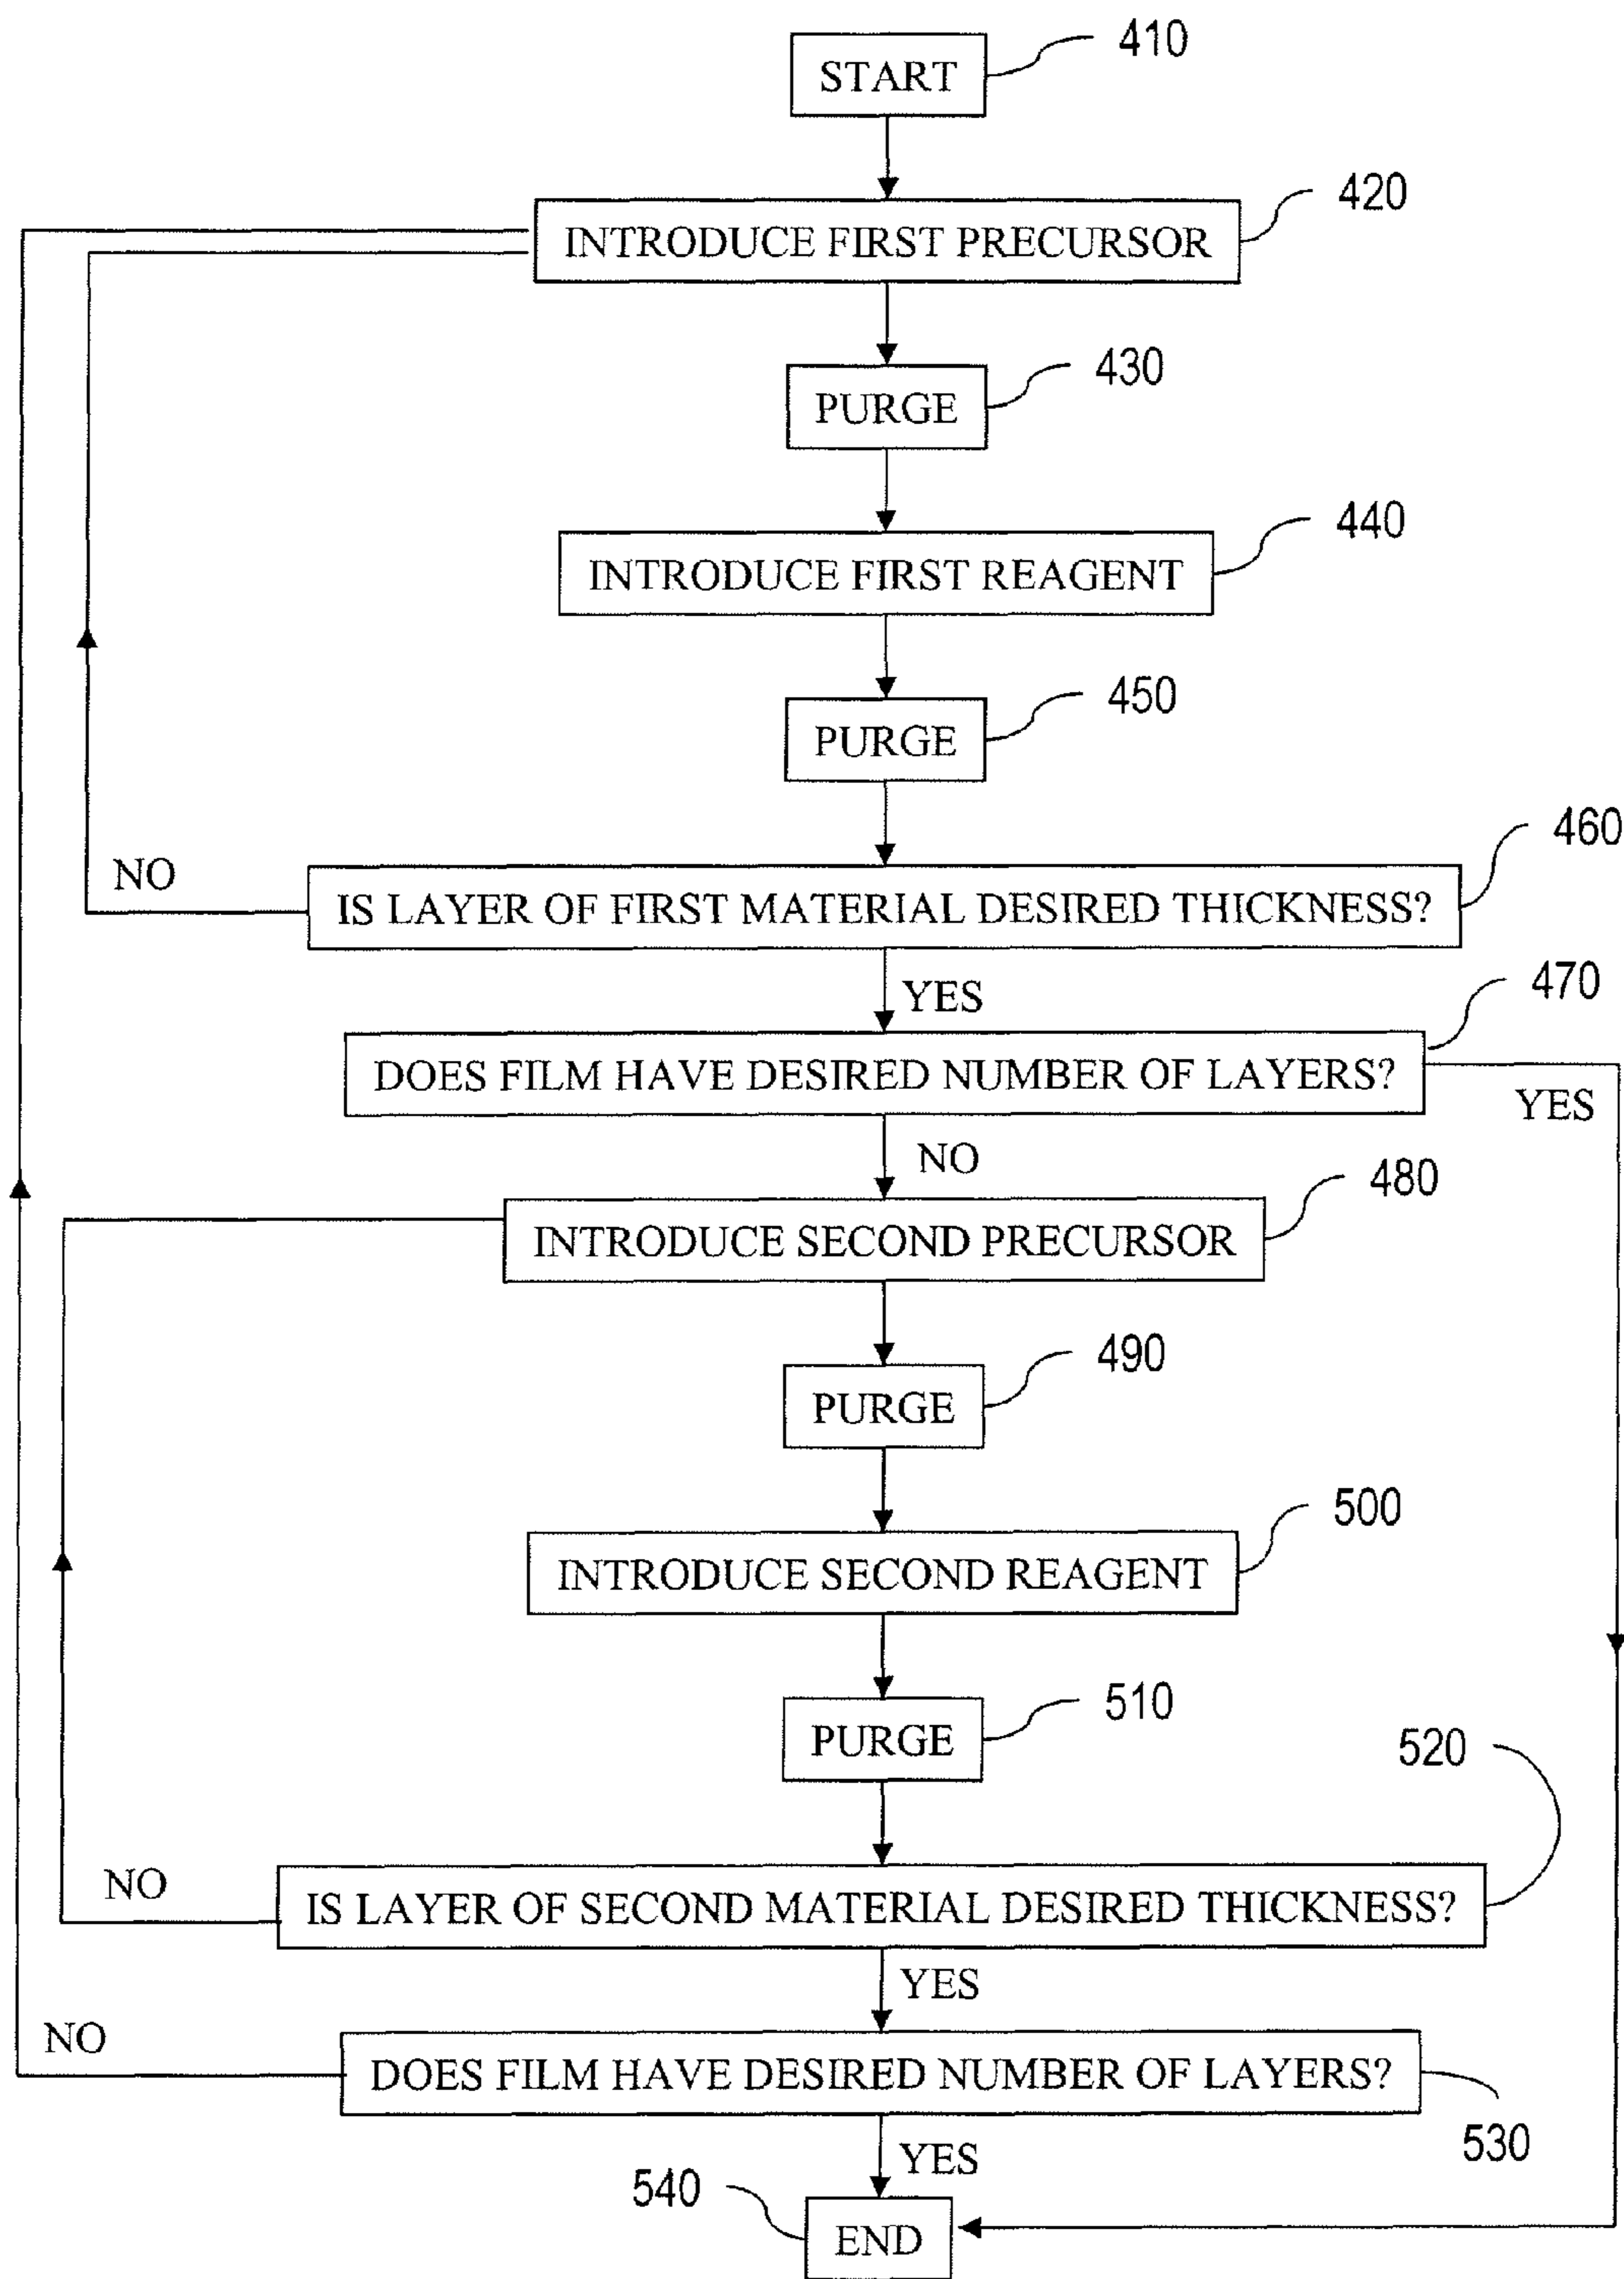 START
410
INTRODUCE FIRST PRECURSOR
420
PURGE
430
INTRODUCE FIRST REAGENT
440
PURGE
450
IS LAYER OF FIRST MATERIAL DESIRED THICKNESS?
460
NO
YES
DOES FILM HAVE DESIRED NUMBER OF LAYERS?
470
YES
NO
INTRODUCE SECOND PRECURSOR
480
PURGE
490
INTRODUCE SECOND REAGENT
500
PURGE
510
IS LAYER OF SECOND MATERIAL DESIRED THICKNESS?
520
NO
YES
DOES FILM HAVE DESIRED NUMBER OF LAYERS?
530
NO
YES
540
END